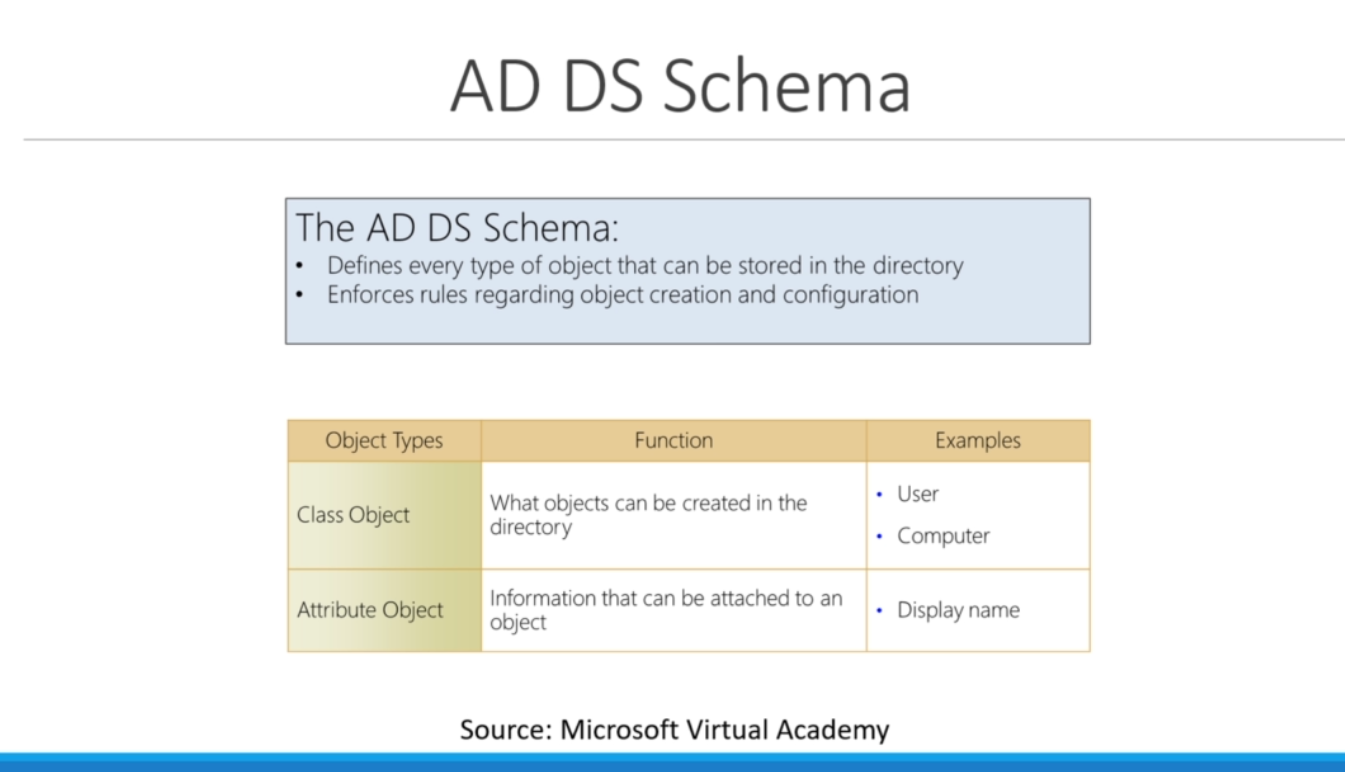 AD DS Schema
The AD DS Schema:
• Defines every type of object that can be stored in the directory
• Enforces rules regarding object creation and configuration
Object Types Function Examples
Class Object
What objects can be created in the
directory
• User
• Computer
Attribute Object
Information that can be attached to an
object
• Display name
Source: Microsoft Virtual Academy